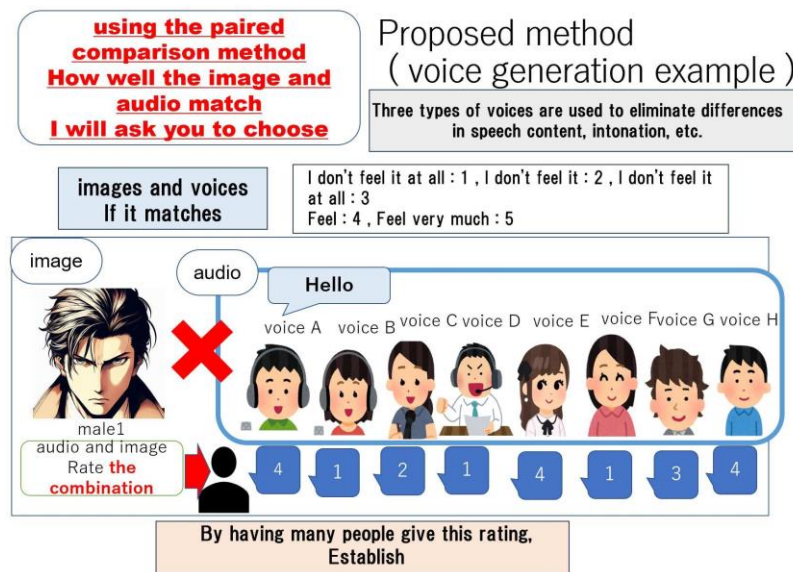 using the paired
comparison method
How well the image and
audio match
I will ask you to choose
Proposed method
( voice generation example )
Three types of voices are used to eliminate differences
in speech content, intonation, etc.
images and voices
If it matches
I don't feel it at all : 1 , I don't feel it : 2 , I don't feel it
at all : 3
Feel : 4 , Feel very much : 5
image
audio
Hello
voice A
voice B
voice C
voice D
voice E
voice F
voice G
voice H
male1
audio and image
Rate the
combination
4
1
2
1
4
1
3
4
By having many people give this rating,
Establish